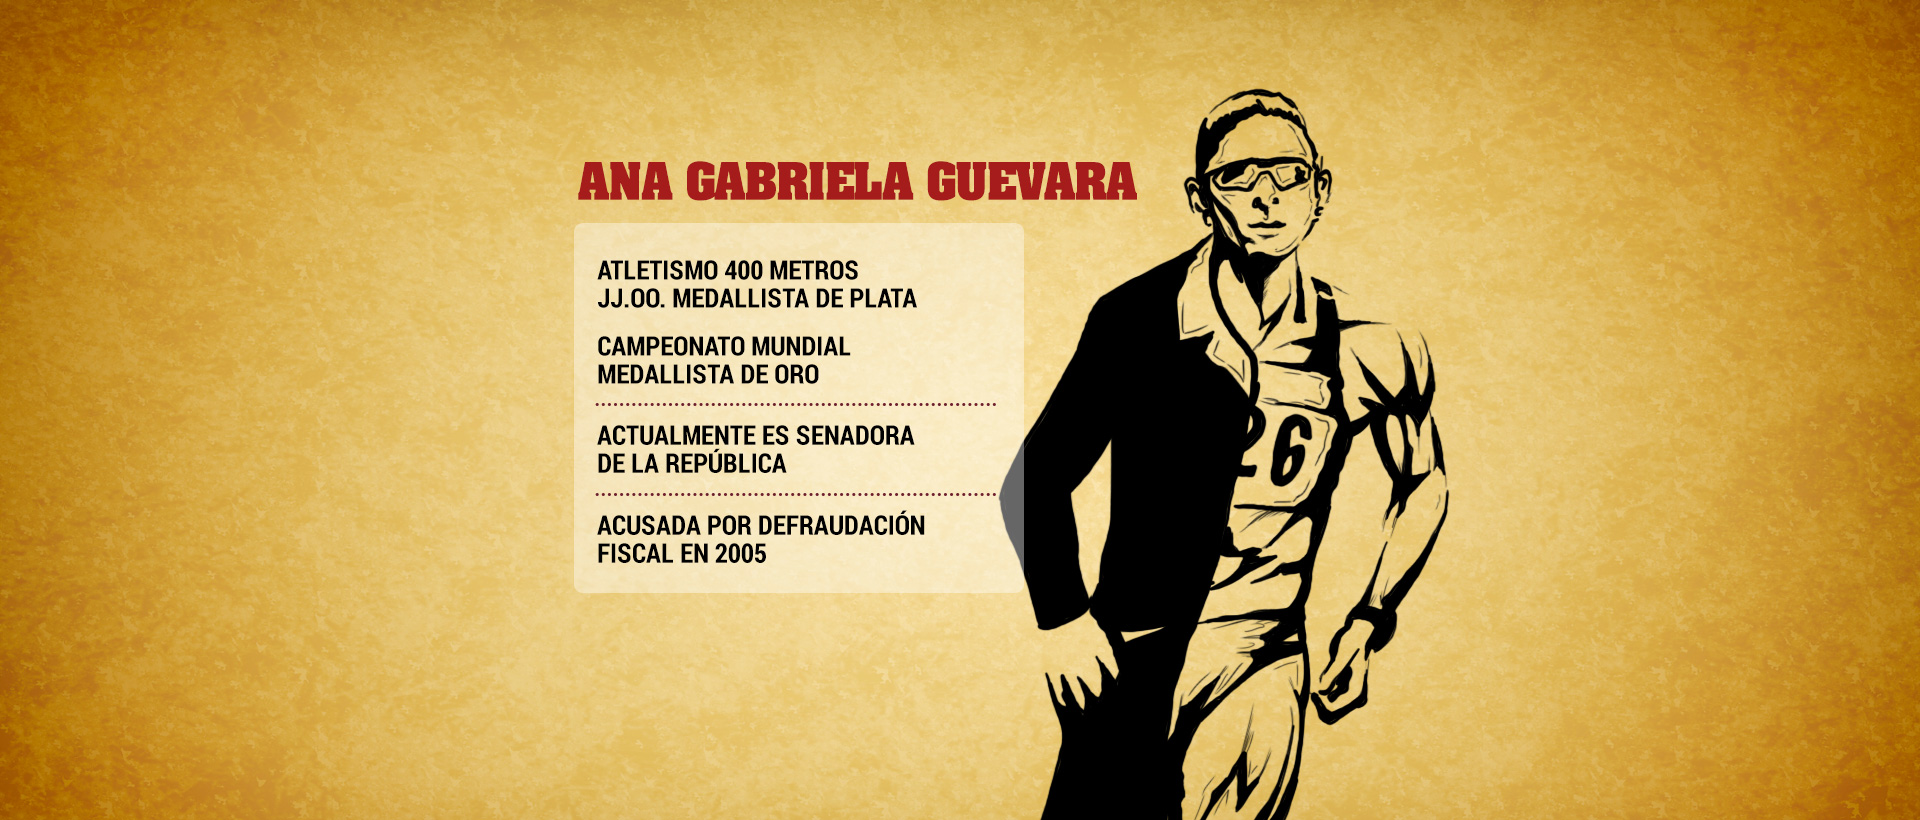 ANA GABRIELA GUEVARA
ATLETISMO 400 METROS
JJ.OO. MEDALLISTA DE PLATA
CAMPEONATO MUNDIAL
MEDALLISTA DE ORO
ACTUALMENTE ES SENADORA
DE LA REPÚBLICA
ACUSADA POR DEFRAUDACIÓN
FISCAL EN 2005
26